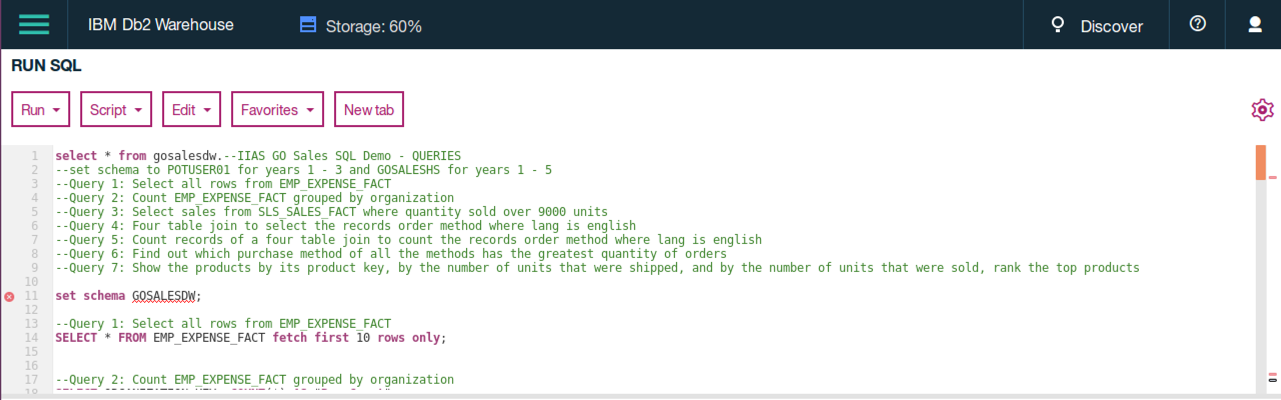 IBM Db2 Warehouse
Storage: 60%
Discover
RUN SQL
Run
Script
Edit
Favorites
New tab
1 select * from gosalesdw.--IIAS GO Sales SQL Demo - QUERIES
2 --set schema to POTUSER01 for years 1 - 3 and GOSALESHS for years 1 - 5
3 --Query 1: Select all rows from EMP_EXPENSE_FACT
4 --Query 2: Count EMP_EXPENSE_FACT grouped by organization
5 --Query 3: Select sales from SLS_SALES_FACT where quantity sold over 9000 units
6 --Query 4: Four table join to select the records order method where lang is english
7 --Query 5: Count records of a four table join to count the records order method where lang is english
8 --Query 6: Find out which purchase method of all the methods has the greatest quantity of orders
9 --Query 7: Show the products by its product key, by the number of units that were shipped, and by the number of units that were sold, rank the top products
10
11 set schema GOSALESDW;
12
13 --Query 1: Select all rows from EMP_EXPENSE_FACT
14 SELECT * FROM EMP_EXPENSE_FACT fetch first 10 rows only;
15
16
17 --Query 2: Count EMP_EXPENSE_FACT grouped by organization
18